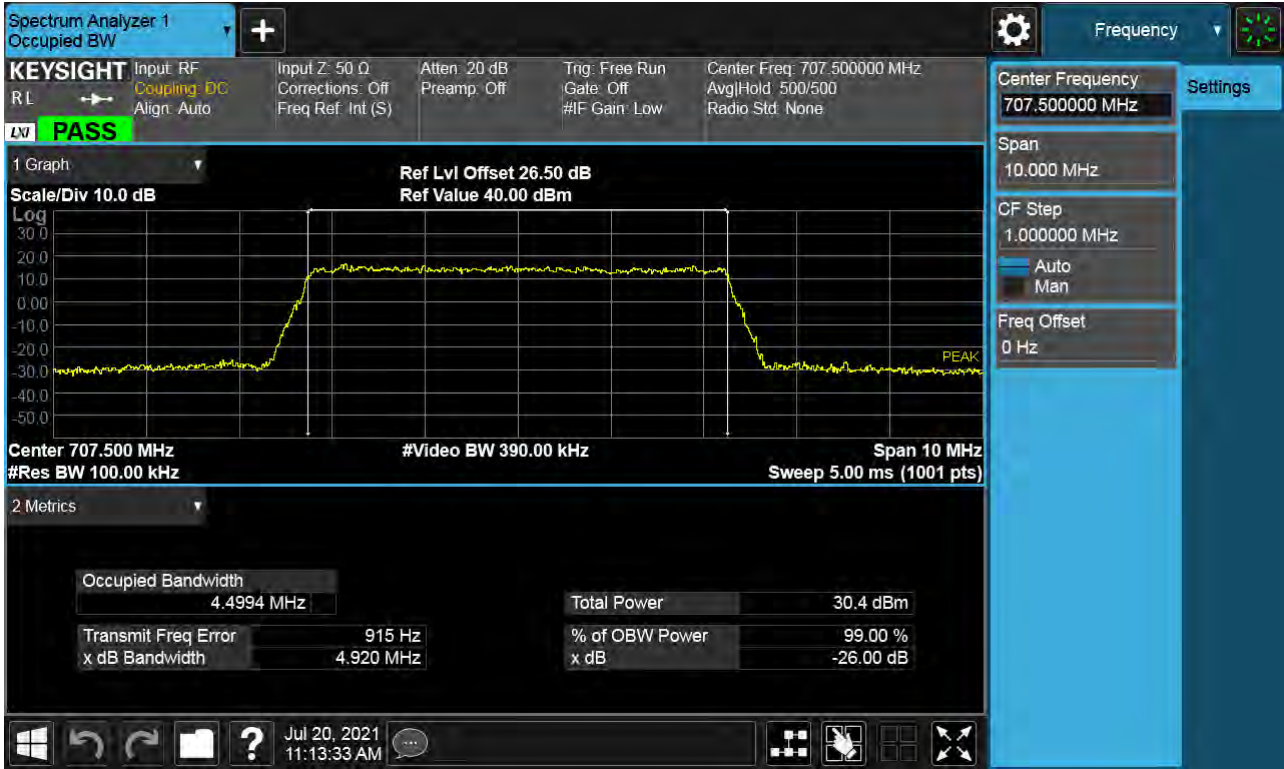 Spectrum Analyzer 1
Occupied BW
+
Frequency
KEYSIGHT
R L
LXI
PASS
Input: RF
Coupling: DC
Align: Auto
Input Z: 50 Ω
Corrections: Off
Freq Ref: Int (S)
Atten: 20 dB
Preamp: Off
Trig: Free Run
Gate: Off
#IF Gain: Low
Center Freq: 707.500000 MHz
Avg|Hold: 500/500
Radio Std: None
Center Frequency
707.500000 MHz
Settings
Span
10.000 MHz
CF Step
1.000000 MHz
Auto
Man
Freq Offset
0 Hz
1 Graph
Scale/Div 10.0 dB
Ref Lvl Offset 26.50 dB
Ref Value 40.00 dBm
Log
30.0
20.0
10.0
0.00
-10.0
-20.0
-30.0
-40.0
-50.0
PEAK
Center 707.500 MHz
#Video BW 390.00 kHz
Span 10 MHz
#Res BW 100.00 kHz
Sweep 5.00 ms (1001 pts)
2 Metrics
Occupied Bandwidth
4.4994 MHz
Total Power 30.4 dBm
Transmit Freq Error 915 Hz
% of OBW Power 99.00 %
x dB Bandwidth 4.920 MHz
x dB -26.00 dB
?
Jul 20, 2021
11:13:33 AM